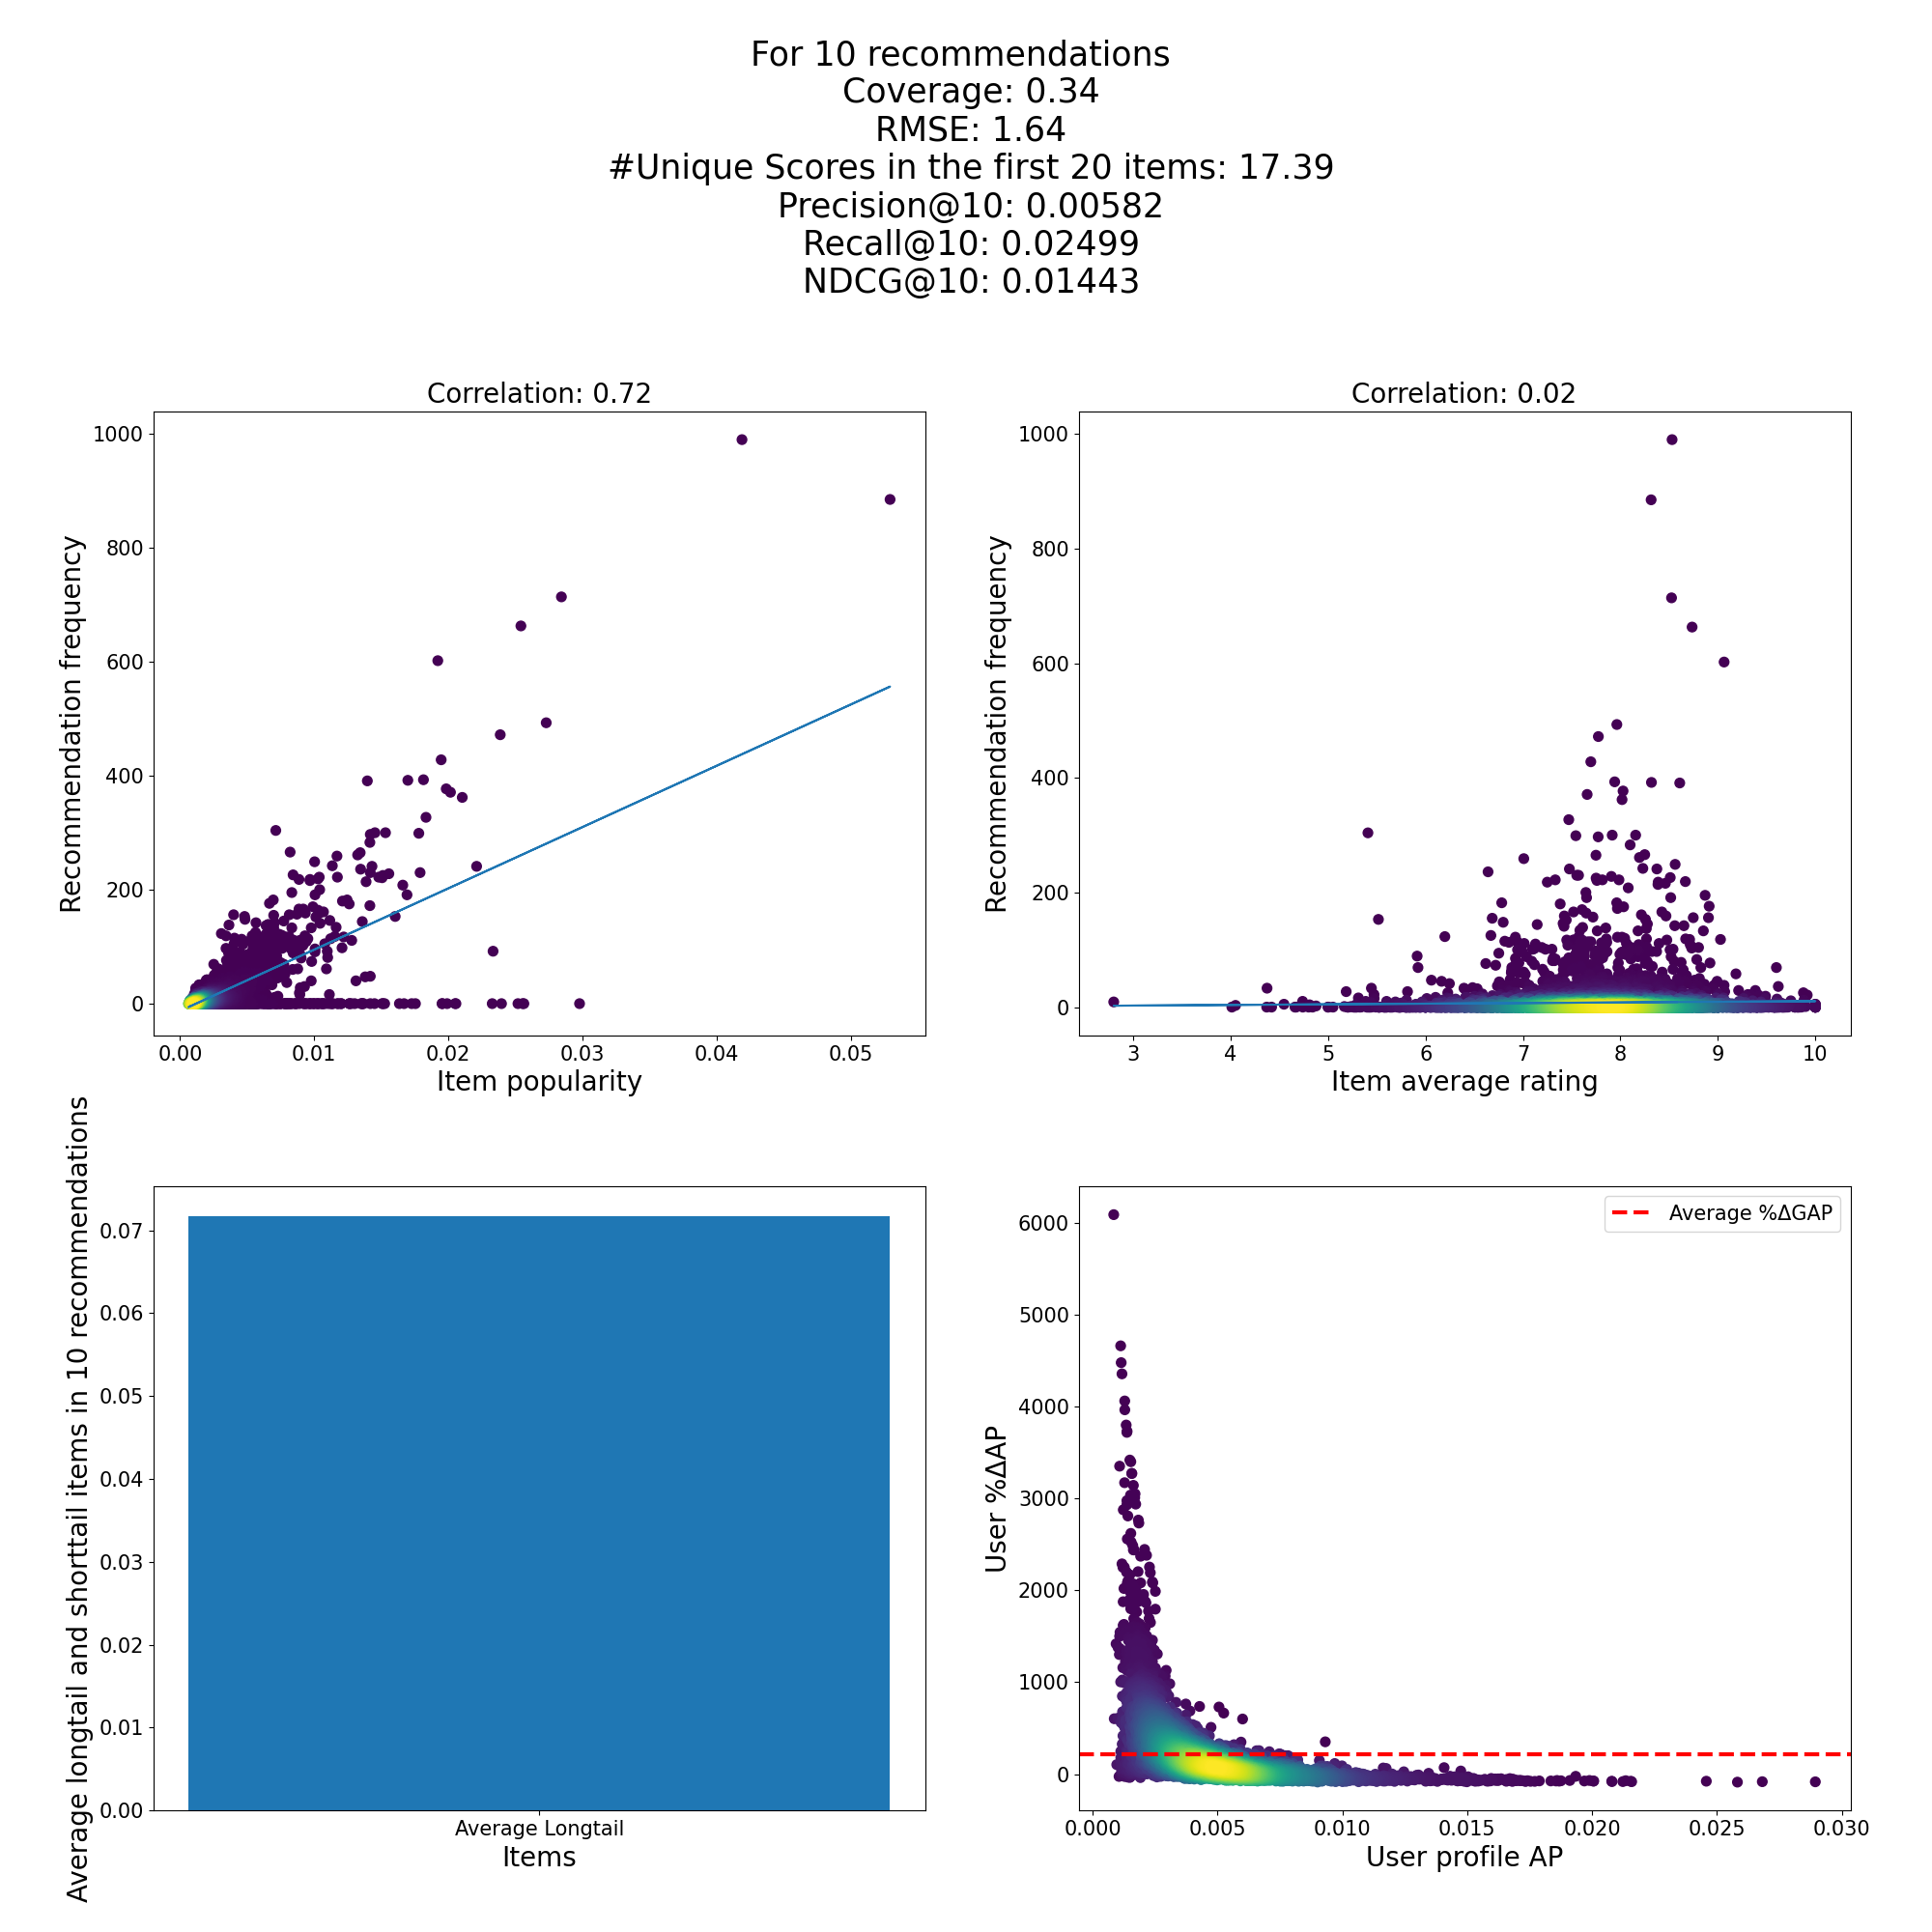 For 10 recommendations
Coverage: 0.34
RMSE: 1.64
#Unique Scores in the first 20 items: 17.39
Precision@10: 0.00582
Recall@10: 0.02499
NDCG@10: 0.01443
Correlation: 0.72
Recommendation frequency
1000
800
600
400
200
0
0.00 0.01 0.02 0.03 0.04 0.05
Item popularity
Correlation: 0.02
Recommendation frequency
1000
800
600
400
200
0
3 4 5 6 7 8 9 10
Item average rating
Average longtail and shorttail items in 10 recommendations
0.07
0.06
0.05
0.04
0.03
0.02
0.01
0.00
Average Longtail
Items
Average %ΔGAP
User %ΔAP
6000
5000
4000
3000
2000
1000
0
0.000 0.005 0.010 0.015 0.020 0.025 0.030
User profile AP